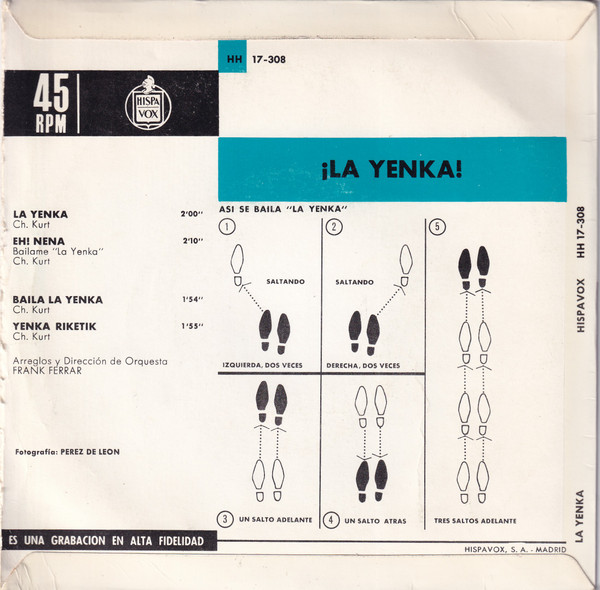 HH 17-308
45
RPM
HISPA
VOX
¡LA YENKA!
LA YENKA 2'00"
Ch. Kurt
EH! NENA 2'10"
Bailame "La Yenka"
Ch. Kurt
BAILA LA YENKA 1'54"
Ch. Kurt
YENKA RIKETIK 1'55"
Ch. Kurt
Arreglos y Dirección de Orquesta
FRANK FERRAR
Fotografía: PEREZ DE LEON
ES UNA GRABACION EN ALTA FIDELIDAD
ASI SE BAILA "LA YENKA"
1
SALTANDO
IZQUIERDA, DOS VECES
2
SALTANDO
DERECHA, DOS VECES
3 UN SALTO ADELANTE
4 UN SALTO ATRAS
5
TRES SALTOS ADELANTE
HISPAVOX, S. A. - MADRID
LA YENKA HISPAVOX HH 17-308